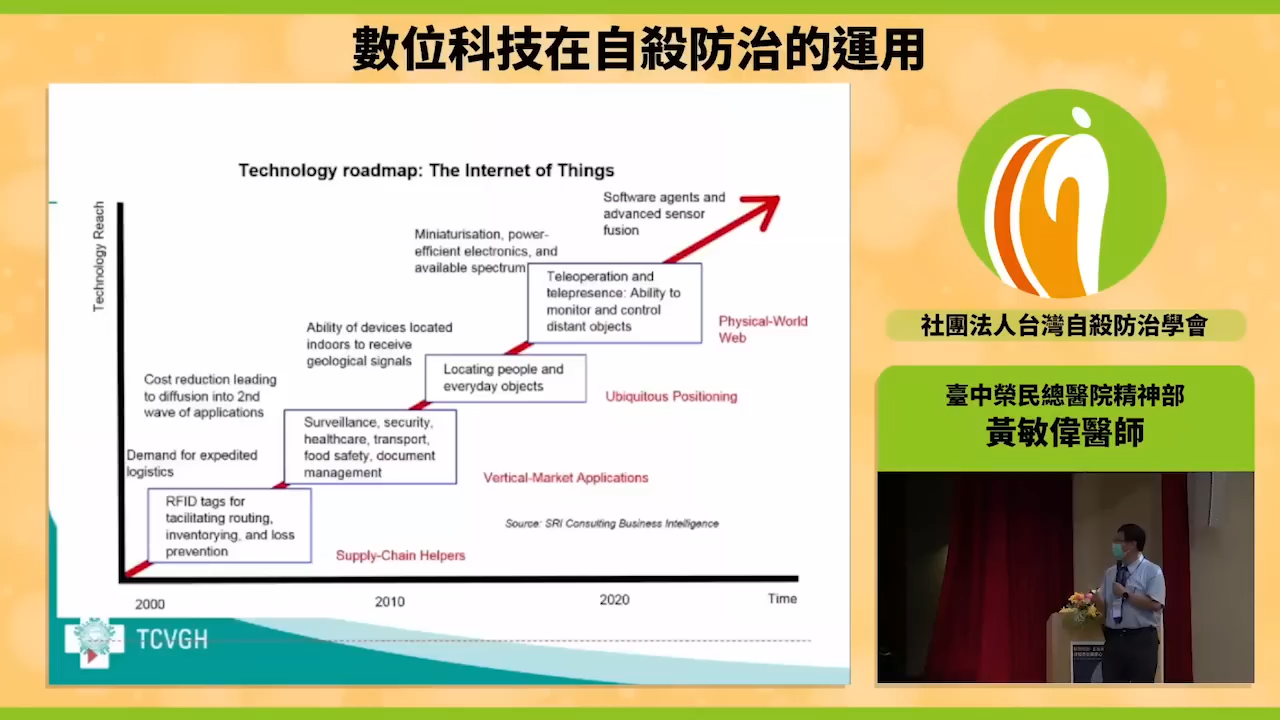 數位科技在自殺防治的運用
Technology roadmap: The Internet of Things
Technology Reach
Software agents and
advanced sensor
fusion
Miniaturisation, power-
efficient electronics, and
available spectrum
Teleoperation and
telepresence: Ability to
monitor and control
distant objects
Physical-World
Web
Ability of devices located
indoors to receive
geological signals
Locating people and
everyday objects
Ubiquitous Positioning
Cost reduction leading
to diffusion into 2nd
wave of applications
Surveillance, security,
healthcare, transport,
food safety, document
management
Vertical-Market Applications
Demand for expedited
logistics
RFID tags for
tacilitating routing,
inventorying, and loss
prevention
Supply-Chain Helpers
Source: SRI Consulting Business Intelligence
2000
2010
2020
Time
TCVGH
社團法人台灣自殺防治學會
臺中榮民總醫院精神部
黃敏偉醫師